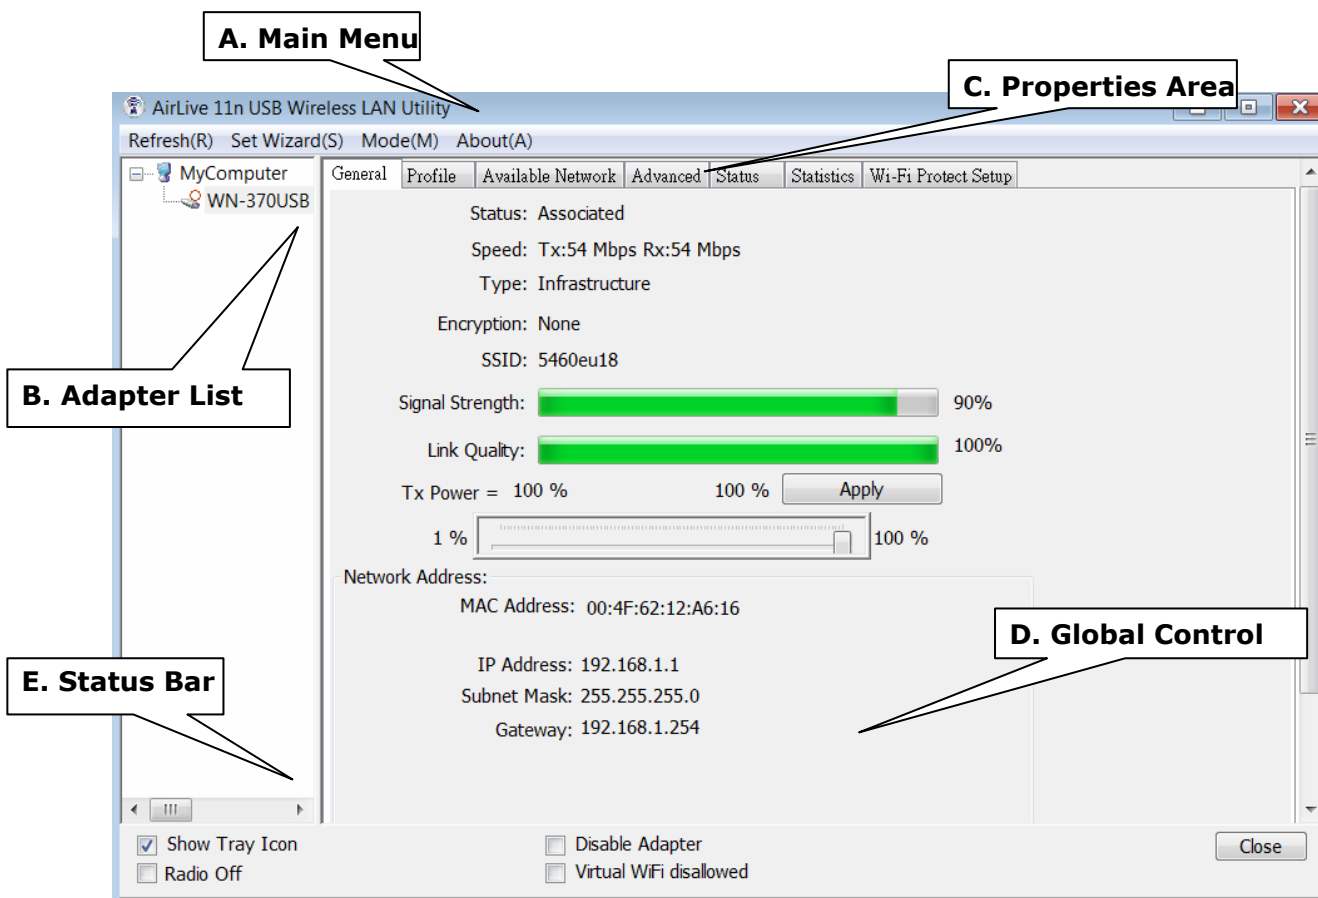 A. Main Menu
C. Properties Area
AirLive 11n USB Wireless LAN Utility
Refresh(R) Set Wizard(S) Mode(M) About(A)
MyComputer
WN-370USB
General Profile Available Network Advanced Status Statistics Wi-Fi Protect Setup
Status: Associated
Speed: Tx:54 Mbps Rx:54 Mbps
Type: Infrastructure
Encryption: None
SSID: 5460eu18
B. Adapter List
Signal Strength: 90%
Link Quality: 100%
Tx Power = 100 % 100 % Apply
1 % 100 %
Network Address:
MAC Address: 00:4F:62:12:A6:16
D. Global Control
IP Address: 192.168.1.1
E. Status Bar
Subnet Mask: 255.255.255.0
Gateway: 192.168.1.254
Show Tray Icon Disable Adapter Close
Radio Off Virtual WiFi disallowed